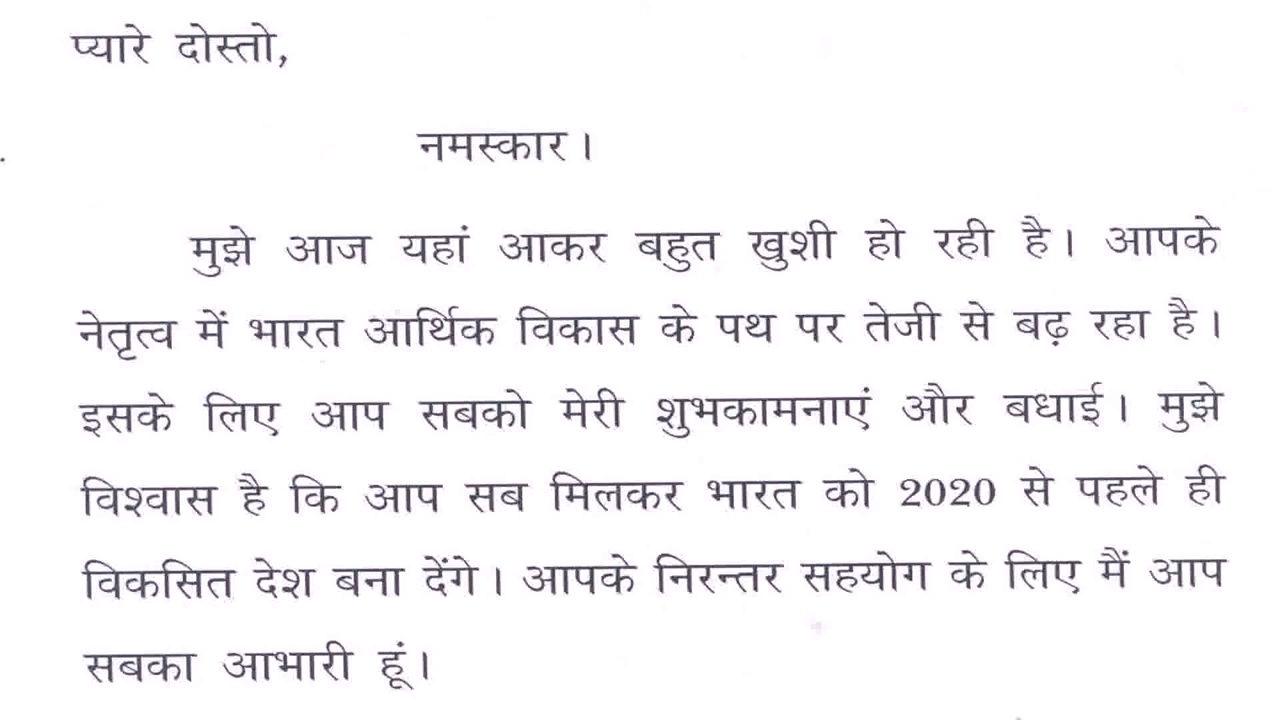 प्यारे दोस्तो,
नमस्कार।
मुझे आज यहां आकर बहुत खुशी हो रही है। आपके
नेतृत्व में भारत आर्थिक विकास के पथ पर तेजी से बढ़ रहा है।
इसके लिए आप सबको मेरी शुभकामनाएं और बधाई। मुझे
विश्वास है कि आप सब मिलकर भारत को 2020 से पहले ही
विकसित देश बना देंगे। आपके निरन्तर सहयोग के लिए मैं आप
सबका आभारी हूं।